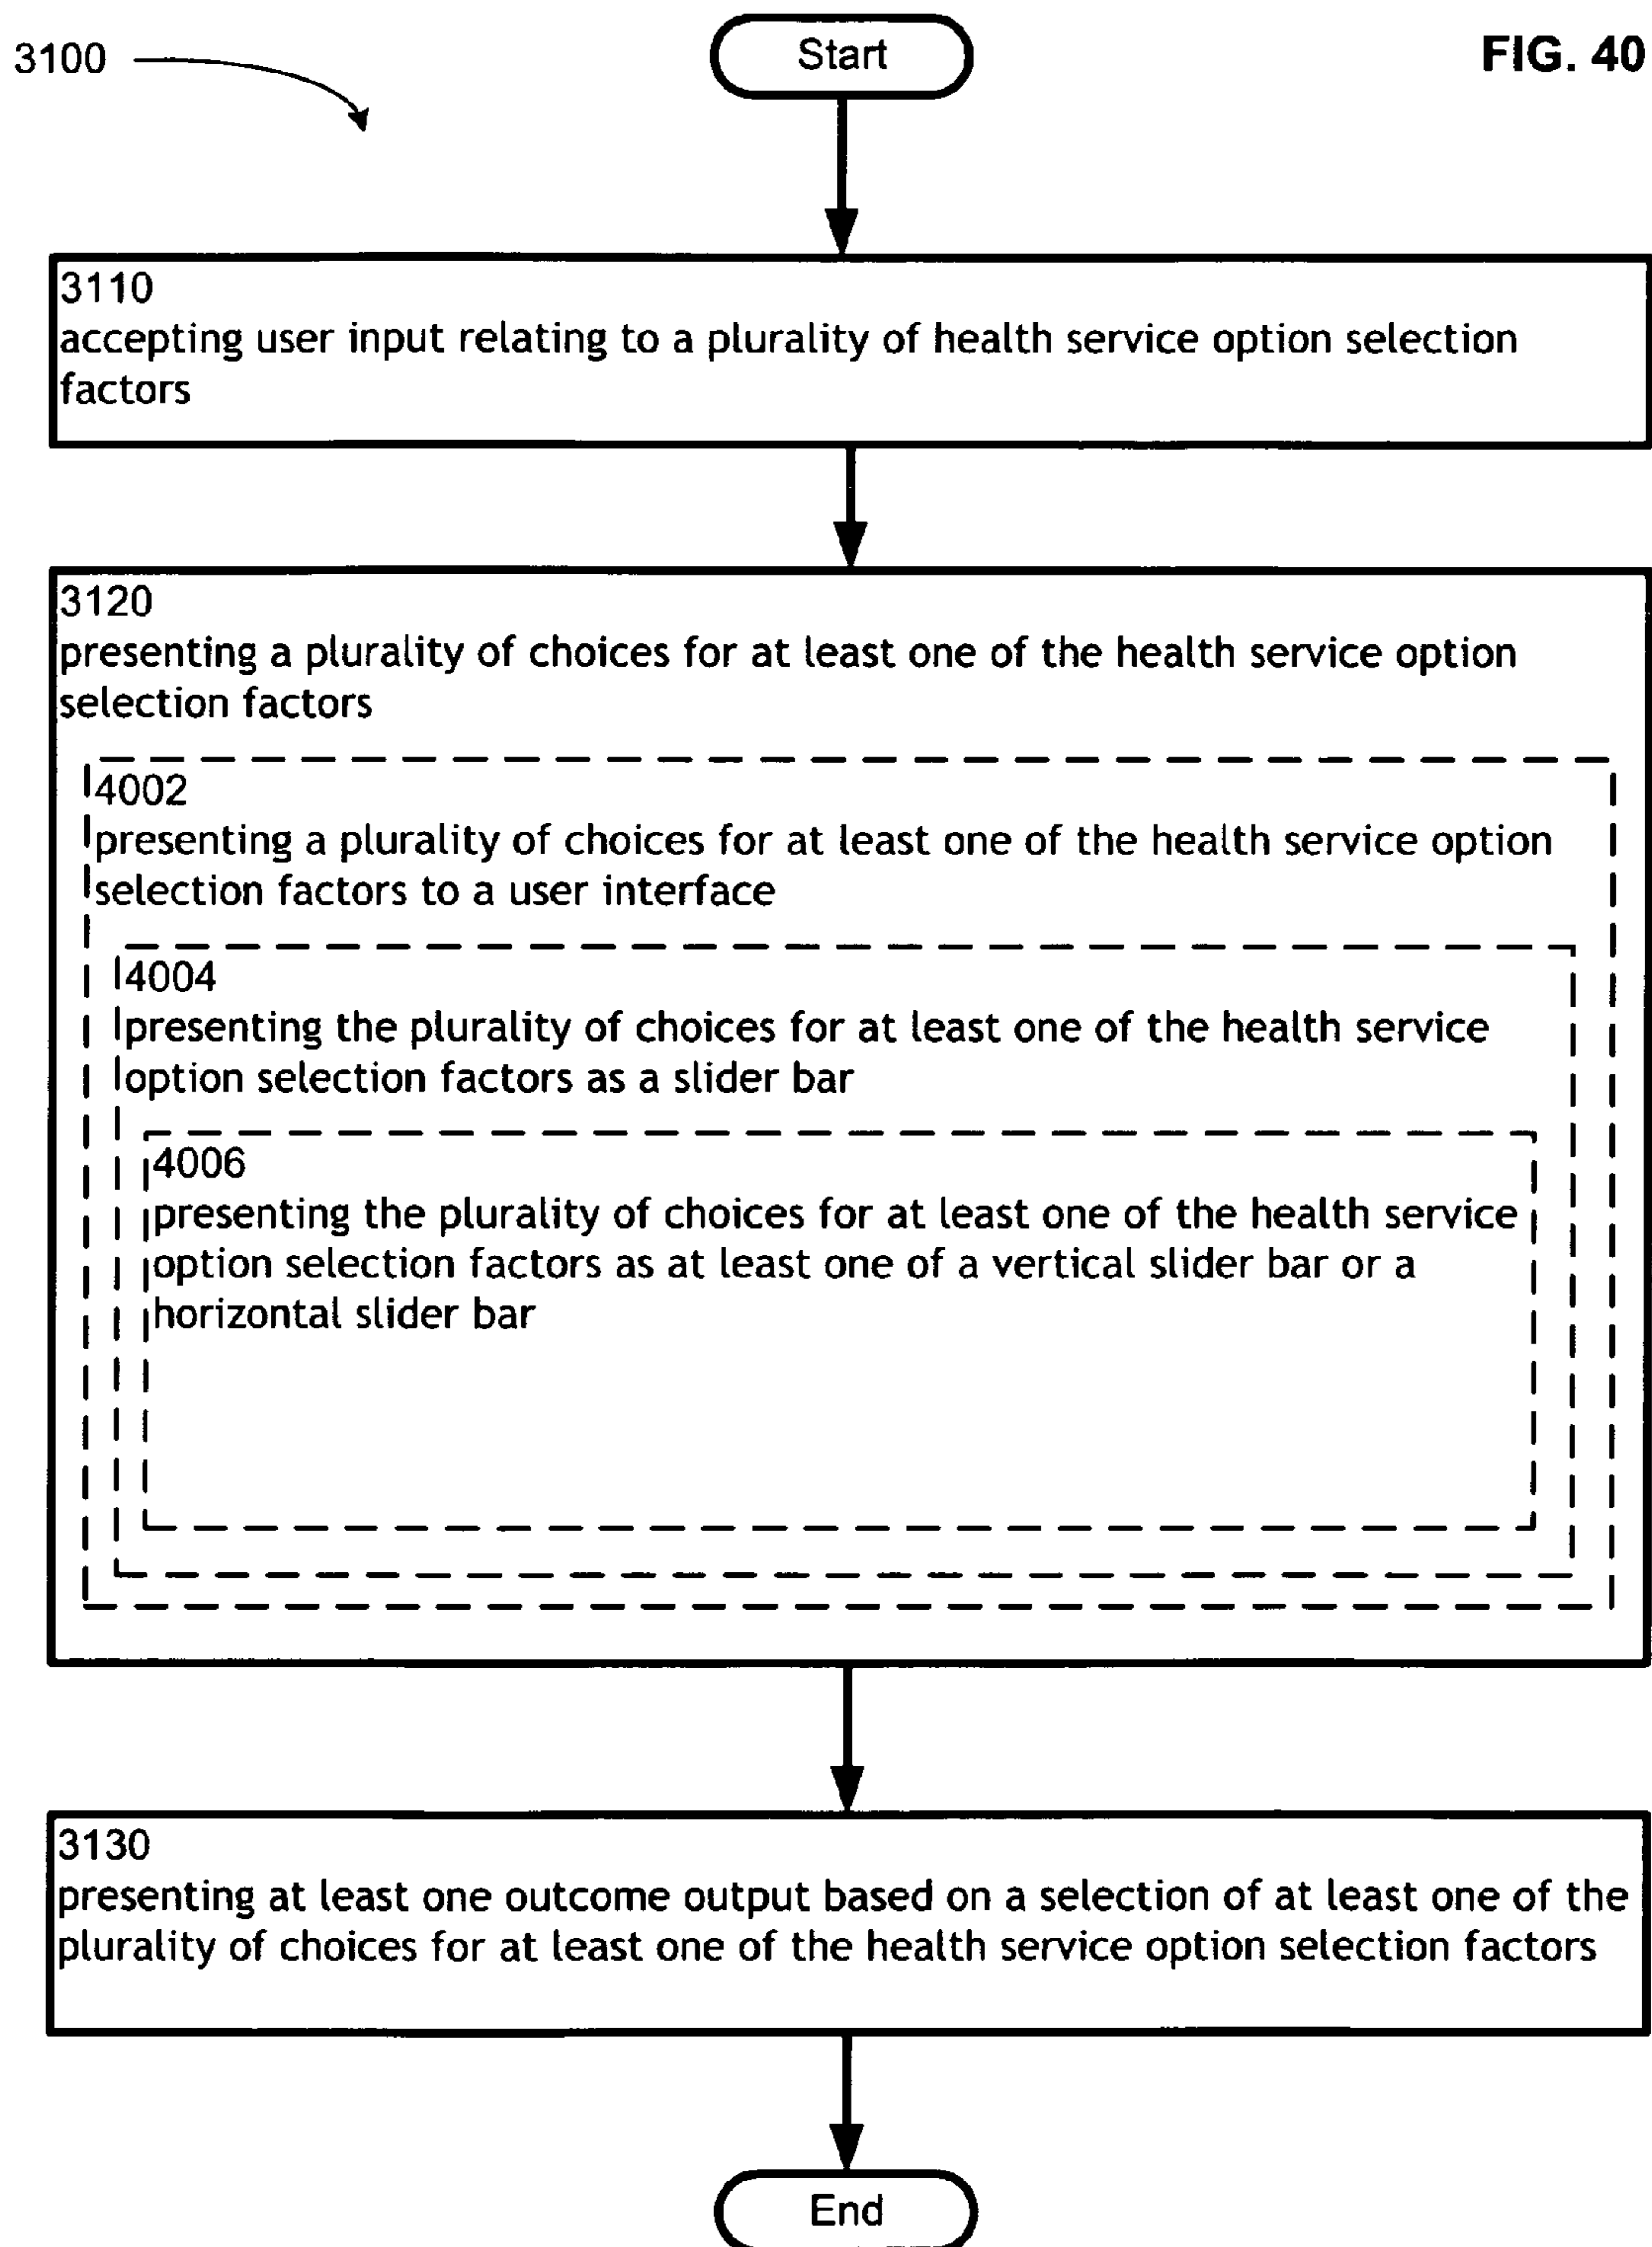 3100
Start
FIG. 40
3110
accepting user input relating to a plurality of health service option selection
factors
3120
presenting a plurality of choices for at least one of the health service option
selection factors
4002
presenting a plurality of choices for at least one of the health service option
selection factors to a user interface
4004
presenting the plurality of choices for at least one of the health service
option selection factors as a slider bar
4006
presenting the plurality of choices for at least one of the health service
option selection factors as at least one of a vertical slider bar or a
horizontal slider bar
3130
presenting at least one outcome output based on a selection of at least one of the
plurality of choices for at least one of the health service option selection factors
End